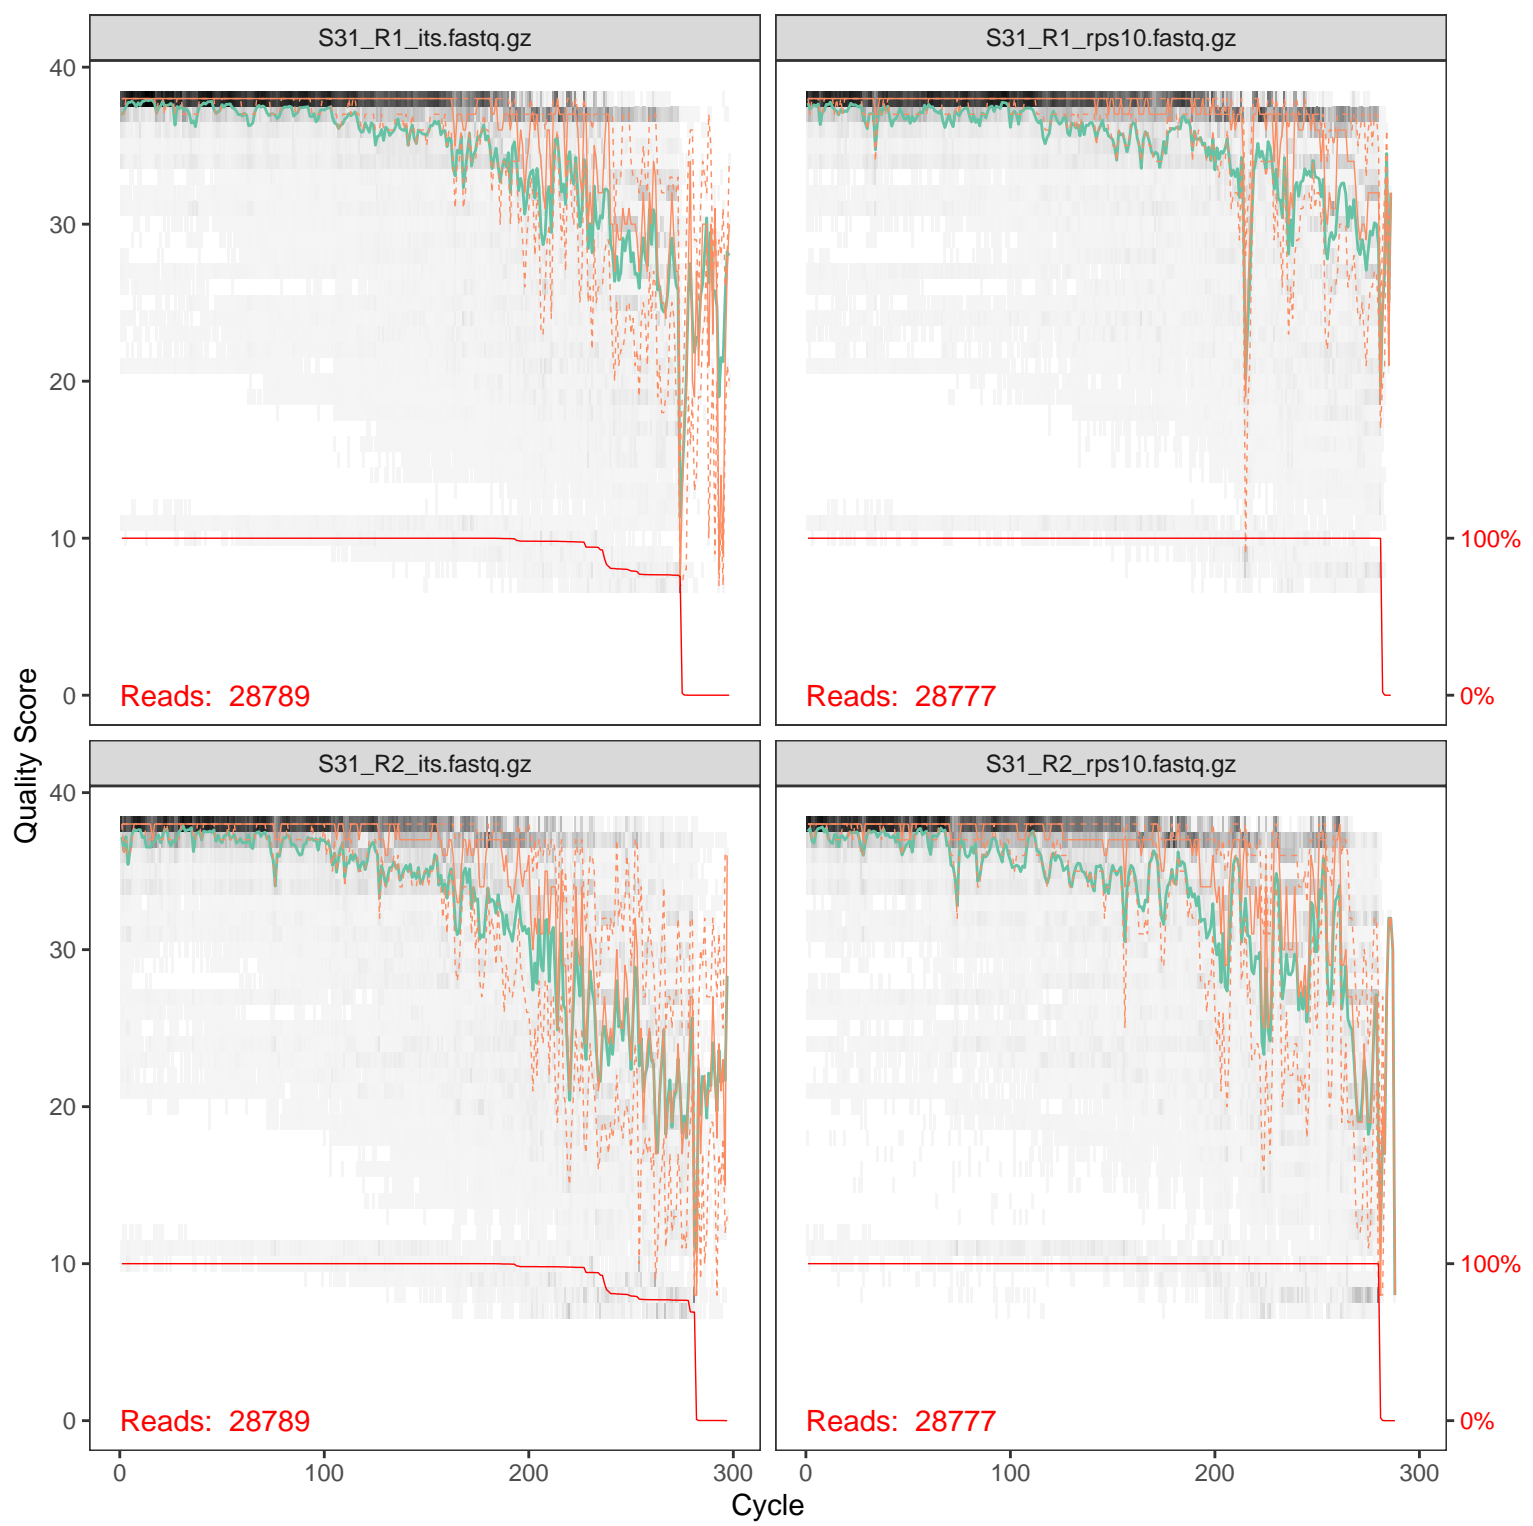 S31_R1_its.fastq.gz
S31_R1_rps10.fastq.gz
40
30
20
10
0
Reads: 28789
Reads: 28777
100%
0%
Quality Score
S31_R2_its.fastq.gz
S31_R2_rps10.fastq.gz
40
30
20
10
0
Reads: 28789
Reads: 28777
100%
0%
0 100 200 300
0 100 200 300
Cycle